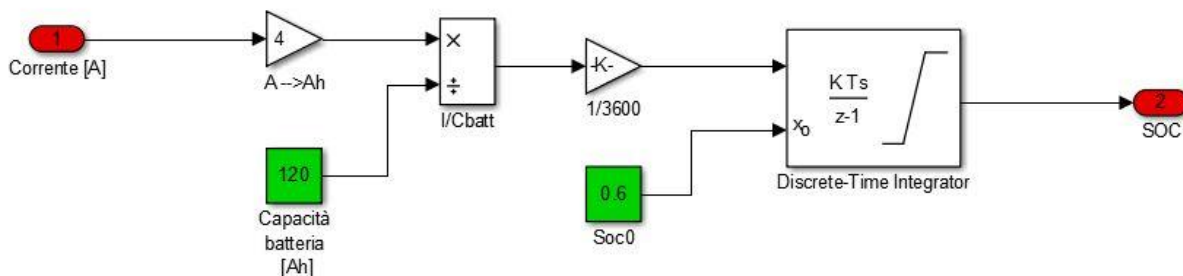 1
Corrente [A]
4
A -->Ah
×
÷
I/Cbatt
120
Capacità
batteria
[Ah]
-K-
1/3600
0.6
Soc0
K Ts
z-1
x0
Discrete-Time Integrator
2
SOC